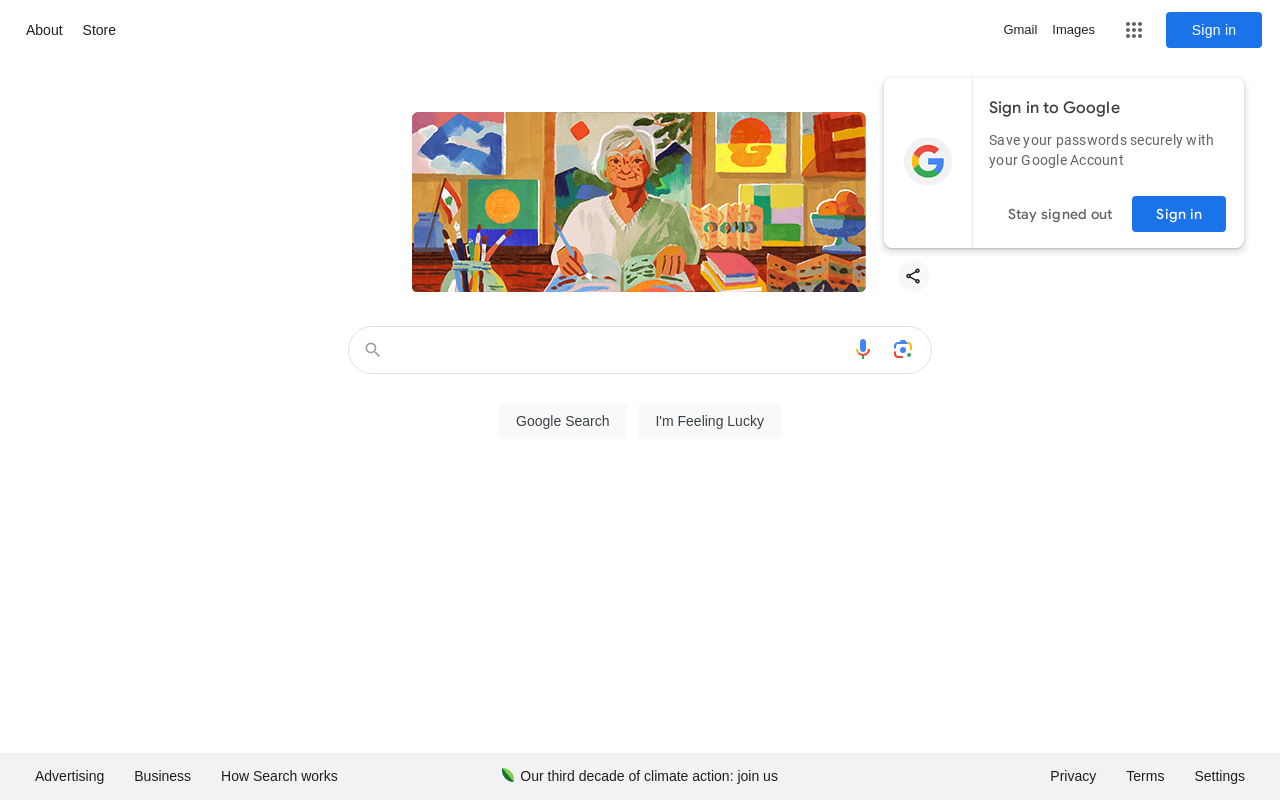 About
Store
Gmail
Images
Sign in
Sign in to Google
Save your passwords securely with
your Google Account
Stay signed out
Sign in
Google Search
I'm Feeling Lucky
Advertising
Business
How Search works
Our third decade of climate action: join us
Privacy
Terms
Settings